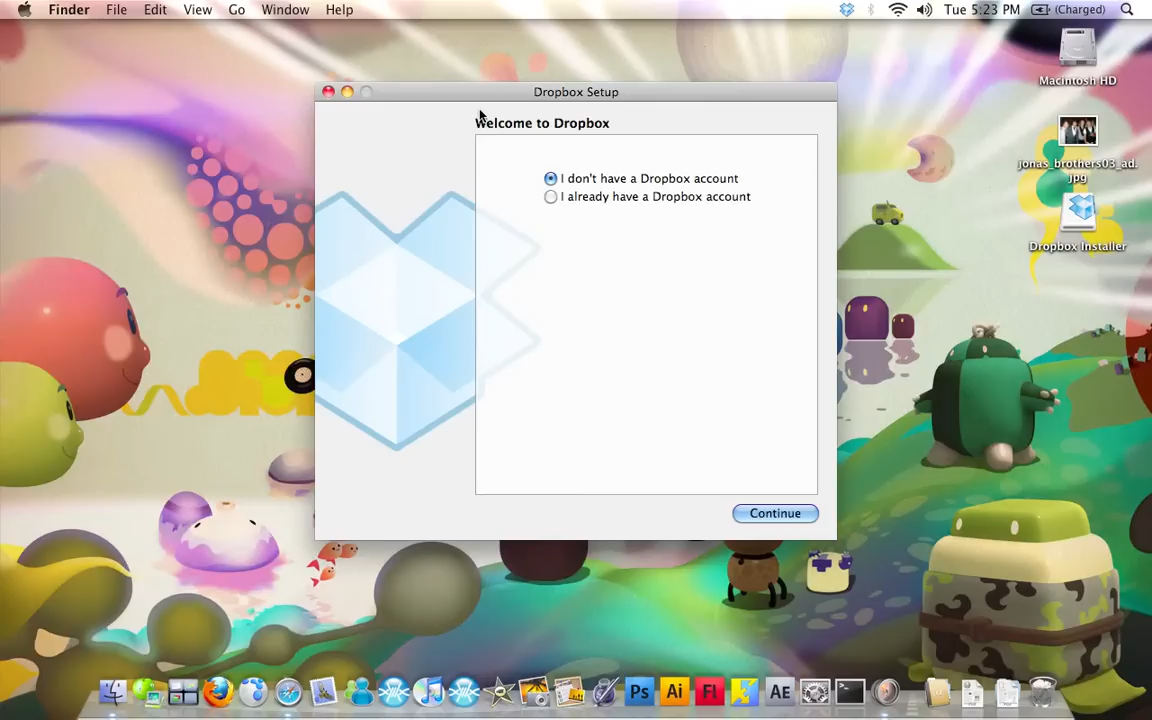 Finder File Edit View Go Window Help Tue 5:23 PM (Charged)
Macintosh HD
jonas_brothers03_ad.
jpg
Dropbox Installer
Dropbox Setup
Welcome to Dropbox
I don't have a Dropbox account
I already have a Dropbox account
Continue
Ps Ai Fl AE